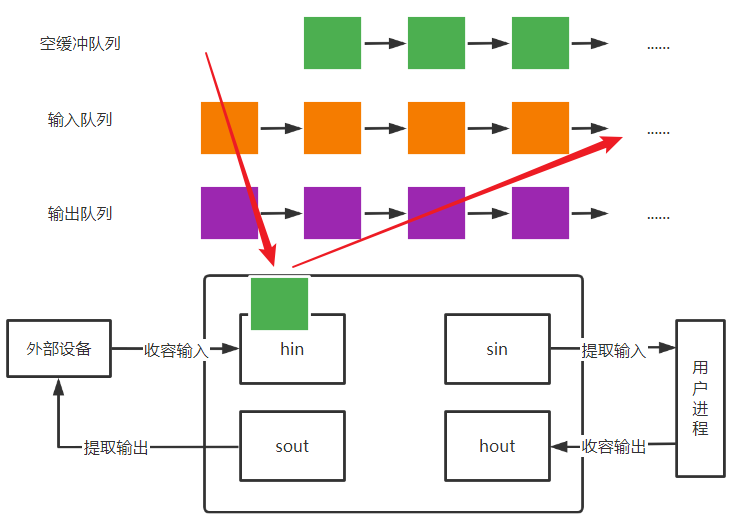 空缓冲队列
......
输入队列
......
输出队列
......
外部设备
收容输入
hin
sin
提取输入
用户进程
提取输出
sout
hout
收容输出